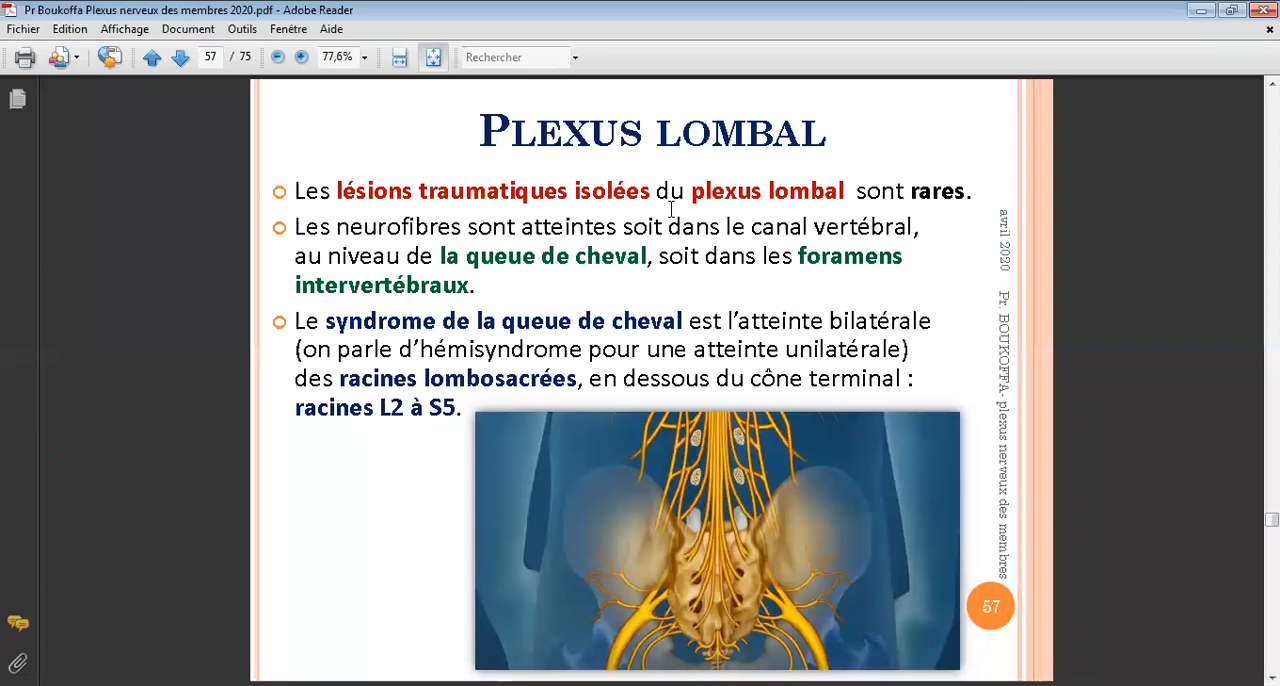 Pr Boukoffa Plexus nerveux des membres 2020.pdf - Adobe Reader
Fichier Edition Affichage Document Outils Fenêtre Aide
57 / 75 77,6% Rechercher
PLEXUS LOMBAL
Les lésions traumatiques isolées du plexus lombal sont rares.
Les neurofibres sont atteintes soit dans le canal vertébral,
au niveau de la queue de cheval, soit dans les foramens
intervertébraux.
Le syndrome de la queue de cheval est l’atteinte bilatérale
(on parle d’hémisyndrome pour une atteinte unilatérale)
des racines lombosacrées, en dessous du cône terminal :
racines L2 à S5.
avril 2020 Pr. BOUKOFFA- plexus nerveux des membres
57